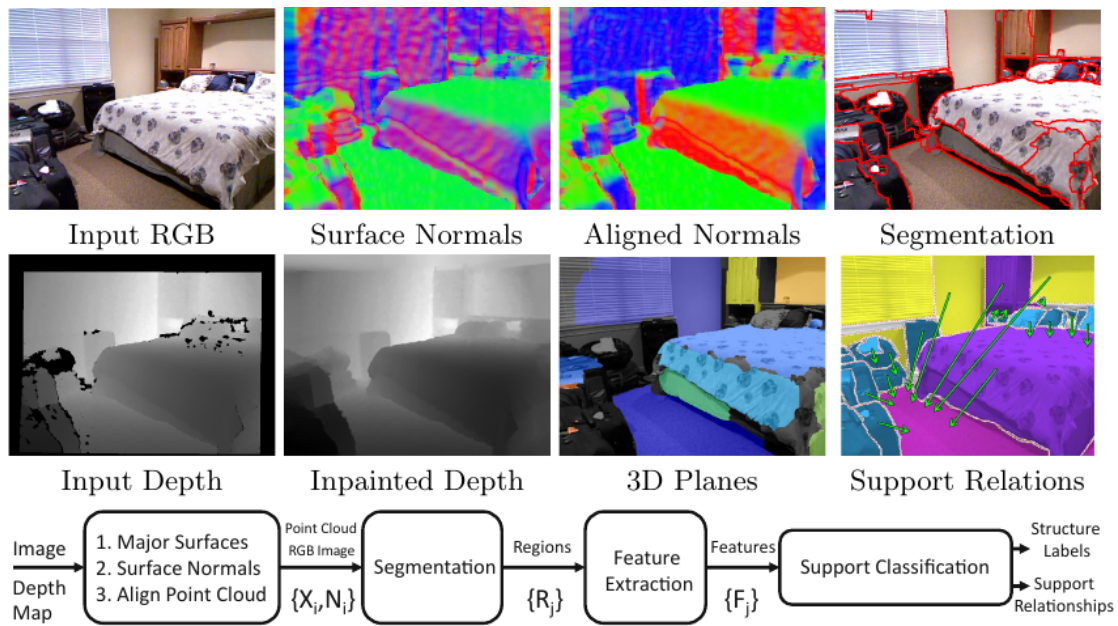 Input RGB
Surface Normals
Aligned Normals
Segmentation
Input Depth
Inpainted Depth
3D Planes
Support Relations
Image
Depth
Map
1. Major Surfaces
2. Surface Normals
3. Align Point Cloud
Point Cloud
RGB Image
{Xi,Ni}
Segmentation
Regions
{Rj}
Feature
Extraction
Features
{Fj}
Support Classification
Structure
Labels
Support
Relationships